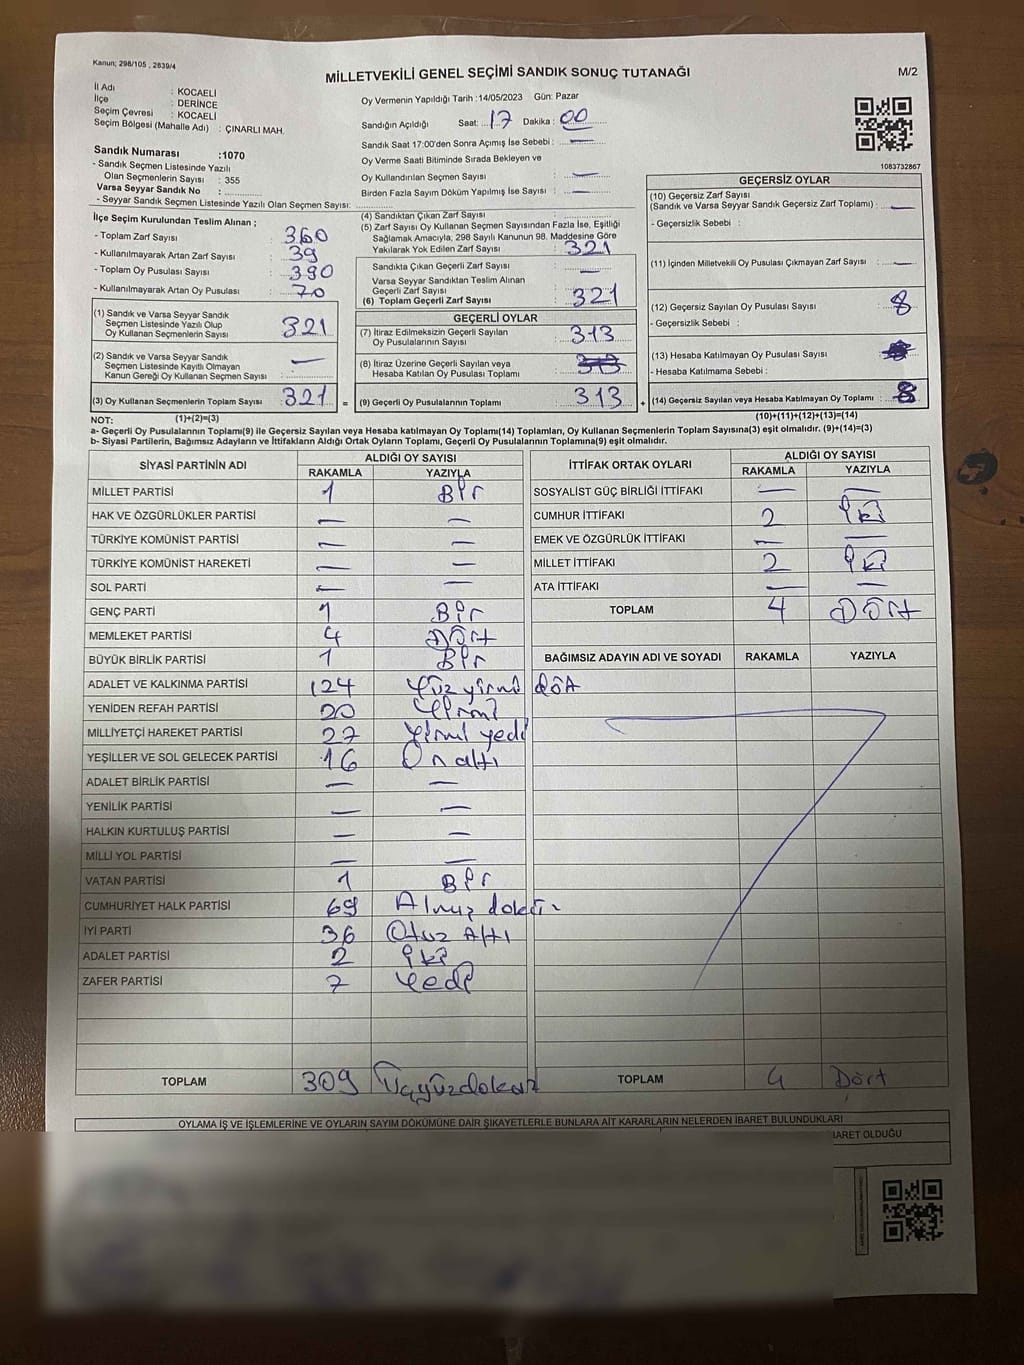 Kanun; 298/105 , 2839/4
MİLLETVEKİLİ GENEL SEÇİMİ SANDIK SONUÇ TUTANAĞI
M/2
İl Adı : KOCAELİ
İlçe : DERİNCE
Seçim Çevresi : KOCAELİ
Seçim Bölgesi (Mahalle Adı) : ÇINARLI MAH.
Sandık Numarası :1070
- Sandık Seçmen Listesinde Yazılı
Olan Seçmenlerin Sayısı : 355
Varsa Seyyar Sandık No :
- Seyyar Sandık Seçmen Listesinde Yazılı Olan Seçmen Sayısı:
Oy Vermenin Yapıldığı Tarih :14/05/2023 Gün: Pazar
Sandığın Açıldığı Saat: 17 Dakika : 00
Sandık Saat 17:00'den Sonra Açımış İse Sebebi : —
Oy Verme Saati Bitiminde Sırada Bekleyen ve
Oy Kullandırılan Seçmen Sayısı : —
Birden Fazla Sayım Döküm Yapılmış İse Sayısı : —
1083732867
İlçe Seçim Kurulundan Teslim Alınan ;
- Toplam Zarf Sayısı : 360
- Kullanılmayarak Artan Zarf Sayısı : 39
- Toplam Oy Pusulası Sayısı : 390
- Kullanılmayarak Artan Oy Pusulası : 70
(1) Sandık ve Varsa Seyyar Sandık
Seçmen Listesinde Yazılı Olup
Oy Kullanan Seçmenlerin Sayısı : 321
(2) Sandık ve Varsa Seyyar Sandık
Seçmen Listesinde Kayıtlı Olmayan
Kanun Gereği Oy Kullanan Seçmen Sayısı : —
(3) Oy Kullanan Seçmenlerin Toplam Sayısı : 321 =
(4) Sandıktan Çıkan Zarf Sayısı :
(5) Zarf Sayısı Oy Kullanan Seçmen Sayısından Fazla İse, Eşitliği
Sağlamak Amacıyla, 298 Sayılı Kanunun 98. Maddesine Göre
Yakılarak Yok Edilen Zarf Sayısı : 321
Sandıkta Çıkan Geçerli Zarf Sayısı : —
Varsa Seyyar Sandıktan Teslim Alınan
Geçerli Zarf Sayısı
(6) Toplam Geçerli Zarf Sayısı : 321
GEÇERLİ OYLAR
(7) İtiraz Edilmeksizin Geçerli Sayılan
Oy Pusulalarının Sayısı : 313
(8) İtiraz Üzerine Geçerli Sayılan veya
Hesaba Katılan Oy Pusulası Toplamı :
(9) Geçerli Oy Pusulalarının Toplamı : 313 +
GEÇERSİZ OYLAR
(10) Geçersiz Zarf Sayısı
(Sandık ve Varsa Seyyar Sandık Geçersiz Zarf Toplamı) : —
- Geçersizlik Sebebi :
(11) İçinden Milletvekili Oy Pusulası Çıkmayan Zarf Sayısı : —
(12) Geçersiz Sayılan Oy Pusulası Sayısı : 8
- Geçersizlik Sebebi :
(13) Hesaba Katılmayan Oy Pusulası Sayısı :
- Hesaba Katılmama Sebebi :
(14) Geçersiz Sayılan veya Hesaba Katılmayan Oy Toplamı : 8
NOT: (1)+(2)=(3) (10)+(11)+(12)+(13)=(14)
a- Geçerli Oy Pusulalarının Toplamı(9) ile Geçersiz Sayılan veya Hesaba katılmayan Oy Toplamı(14) Toplamları, Oy Kullanan Seçmenlerin Toplam Sayısına(3) eşit olmalıdır. (9)+(14)=(3)
b- Siyasi Partilerin, Bağımsız Adayların ve İttifakların Aldığı Ortak Oyların Toplamı, Geçerli Oy Pusulalarının Toplamına(9) eşit olmalıdır.
SİYASİ PARTİNİN ADI ALDIĞI OY SAYISI
RAKAMLA YAZIYLA
MİLLET PARTİSİ 1 Bir
HAK VE ÖZGÜRLÜKLER PARTİSİ — —
TÜRKİYE KOMÜNİST PARTİSİ — —
TÜRKİYE KOMÜNİST HAREKETİ — —
SOL PARTİ — —
GENÇ PARTİ 1 Bir
MEMLEKET PARTİSİ 4 Dört
BÜYÜK BİRLİK PARTİSİ 1 Bir
ADALET VE KALKINMA PARTİSİ 124 Yüz yirmi döt
YENİDEN REFAH PARTİSİ 20 Yirmi
MİLLİYETÇİ HAREKET PARTİSİ 27 Yirmi yedi
YEŞİLLER VE SOL GELECEK PARTİSİ 16 On altı
ADALET BİRLİK PARTİSİ — —
YENİLİK PARTİSİ — —
HALKIN KURTULUŞ PARTİSİ — —
MİLLİ YOL PARTİSİ — —
VATAN PARTİSİ 1 Bir
CUMHURİYET HALK PARTİSİ 69
İYİ PARTİ 36 Otuz Altı
ADALET PARTİSİ 2 iki
ZAFER PARTİSİ 7 Yedi
TOPLAM 309 Üçyüzdokuz
İTTİFAK ORTAK OYLARI ALDIĞI OY SAYISI
RAKAMLA YAZIYLA
SOSYALİST GÜÇ BİRLİĞİ İTTİFAKI — —
CUMHUR İTTİFAKI 2 iki
EMEK VE ÖZGÜRLÜK İTTİFAKI — —
MİLLET İTTİFAKI 2 iki
ATA İTTİFAKI — —
TOPLAM 4 Dört
BAĞIMSIZ ADAYIN ADI VE SOYADI RAKAMLA YAZIYLA
TOPLAM 4 Dört
OYLAMA İŞ VE İŞLEMLERİNE VE OYLARIN SAYIM DÖKÜMÜNE DAİR ŞİKAYETLERLE BUNLARA AİT KARARLARIN NELERDEN İBARET BULUNDUKLARI
İBARET OLDUĞU